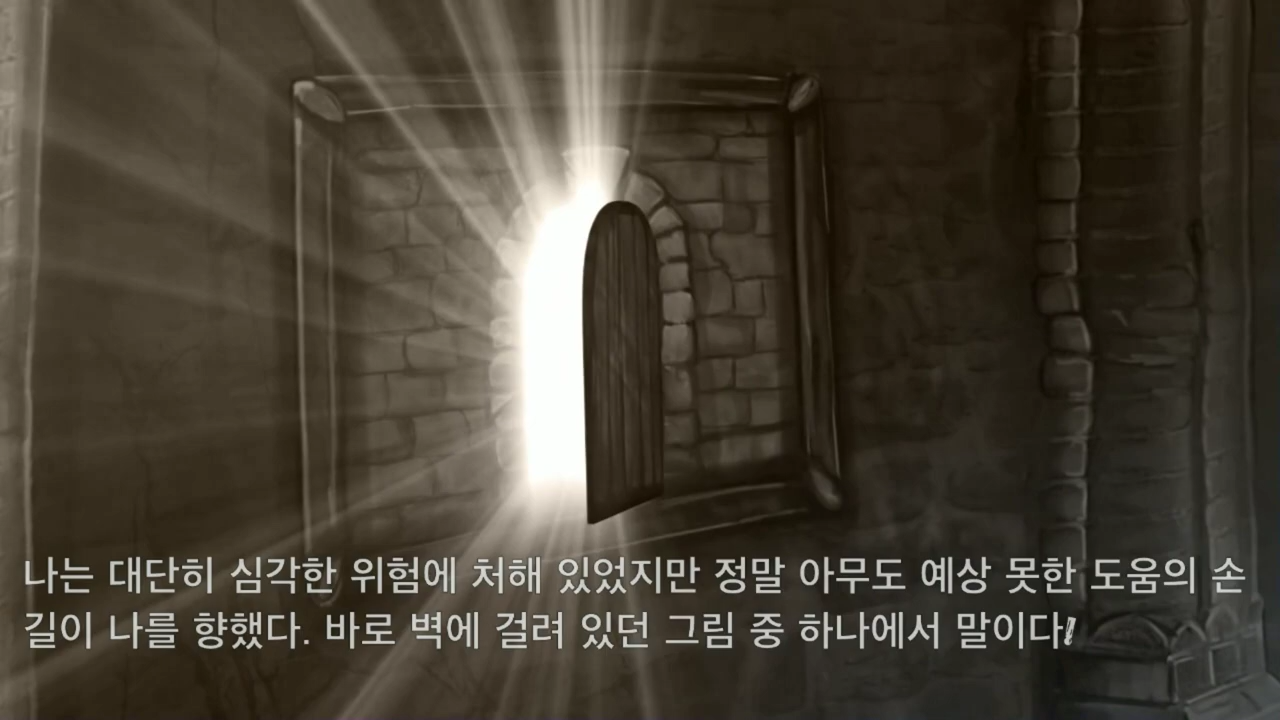 나는 대단히 심각한 위험에 처해 있었지만 정말 아무도 예상 못한 도움의 손
길이 나를 향했다. 바로 벽에 걸려 있던 그림 중 하나에서 말이다!